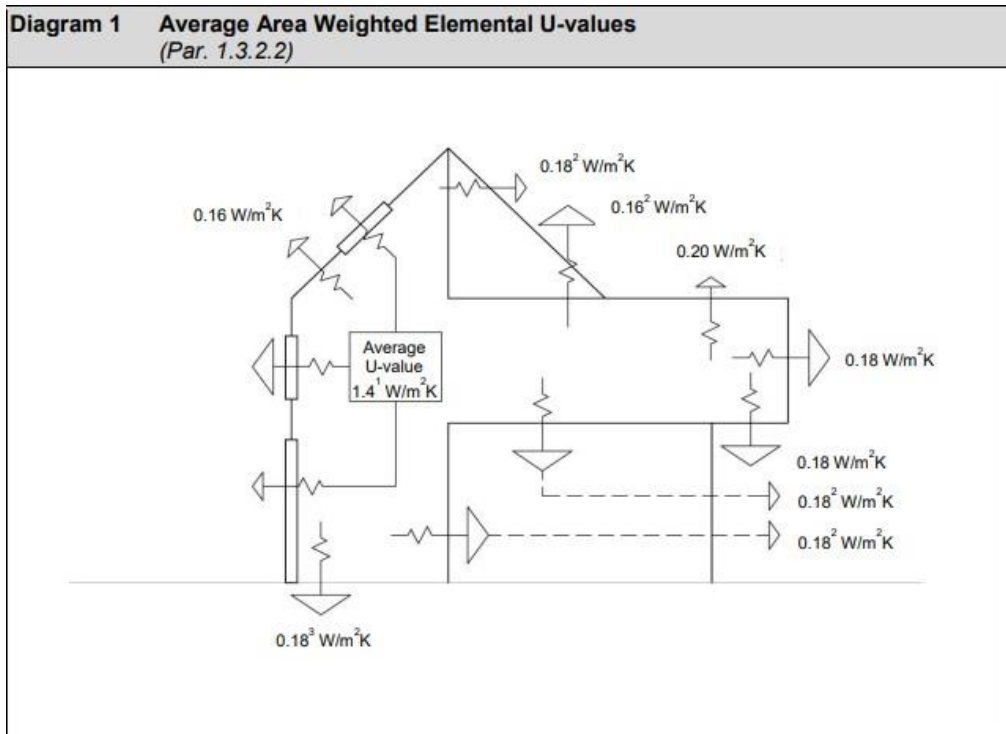 Diagram 1 Average Area Weighted Elemental U-values
(Par. 1.3.2.2)
0.18² W/m²K
0.16 W/m²K
0.16² W/m²K
0.20 W/m²K
Average
U-value
1.4¹ W/m²K
0.18 W/m²K
0.18 W/m²K
0.18² W/m²K
0.18² W/m²K
0.18³ W/m²K